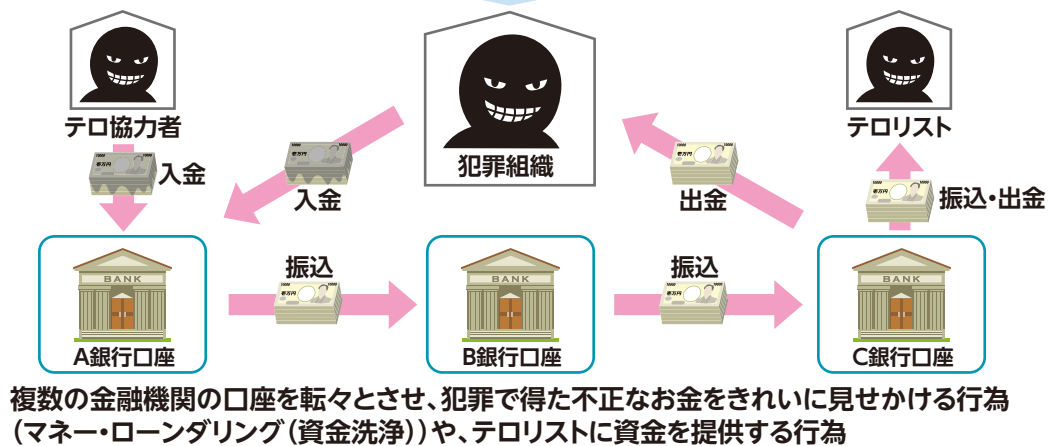 テロ協力者
犯罪組織
テロリスト
入金
入金
出金
振込・出金
振込
振込
BANK
BANK
BANK
A銀行口座
B銀行口座
C銀行口座
複数の金融機関の口座を転々とさせ、犯罪で得た不正なお金をきれいに見せかける行為
（マネー・ローンダリング（資金洗浄））や、テロリストに資金を提供する行為